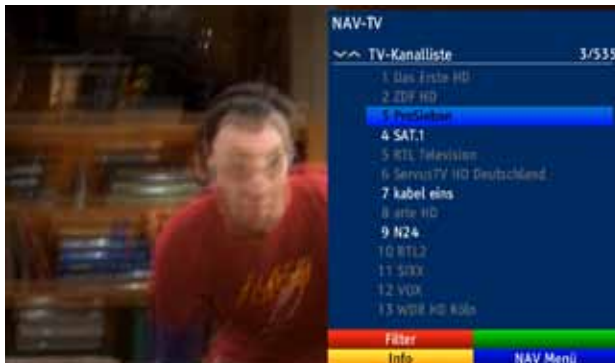 NAV-TV
TV-Kanalliste 3/535
1 Das Erste HD
2 ZDF HD
3 ProSieben
4 SAT.1
5 RTL Television
6 ServusTV HD Deutschland
7 kabel eins
8 arte HD
9 N24
10 RTL2
11 SIXX
12 VOX
13 WDR HD Köln
Filter
Info NAV Menü